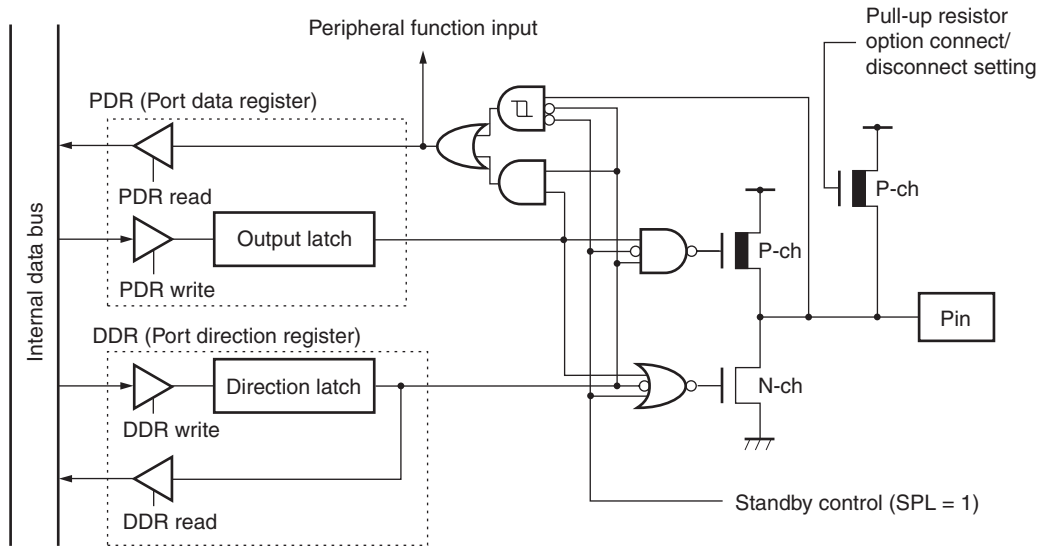 Peripheral function input
Pull-up resistor
option connect/
disconnect setting
PDR (Port data register)
PDR read
P-ch
Output latch
P-ch
PDR write
Internal data bus
Pin
DDR (Port direction register)
Direction latch
N-ch
DDR write
DDR read
Standby control (SPL = 1)